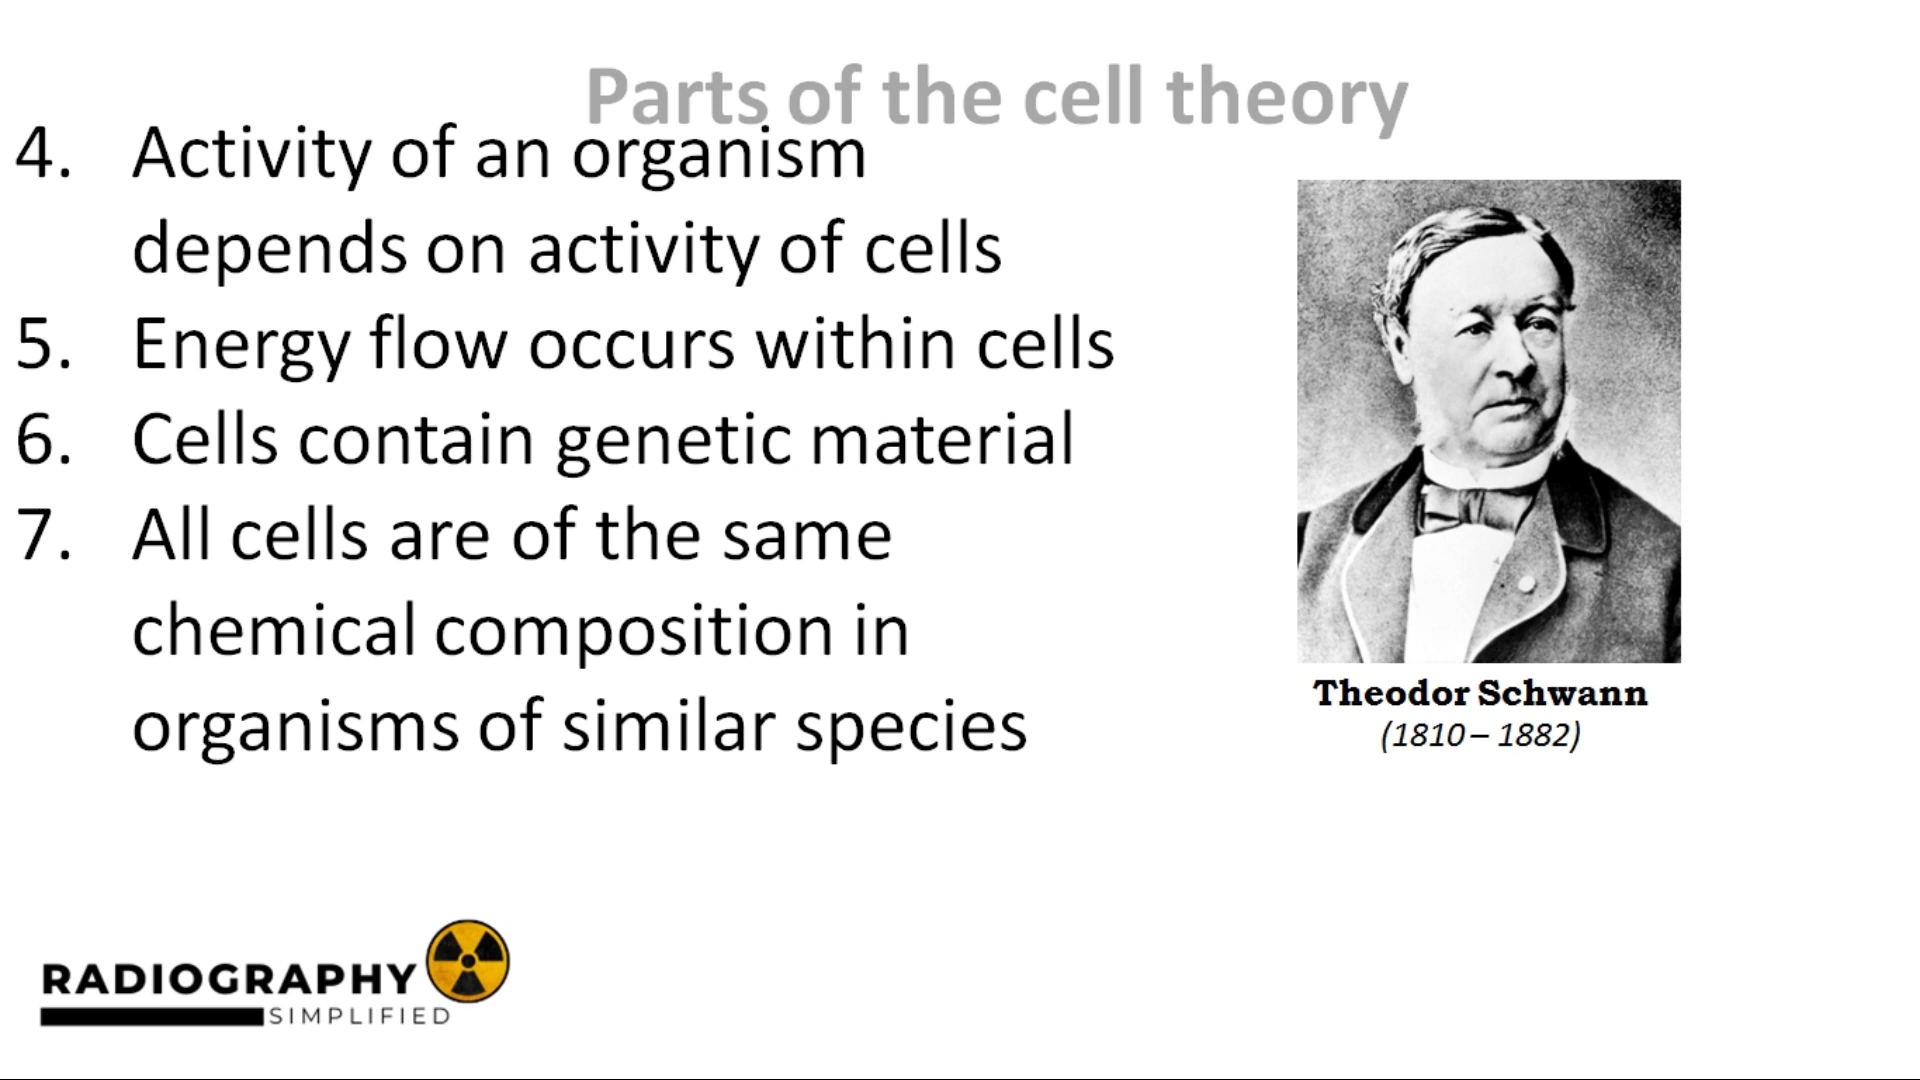 Parts of the cell theory
4. Activity of an organism
depends on activity of cells
5. Energy flow occurs within cells
6. Cells contain genetic material
7. All cells are of the same
chemical composition in
organisms of similar species
Theodor Schwann
(1810 – 1882)
RADIOGRAPHY
SIMPLIFIED